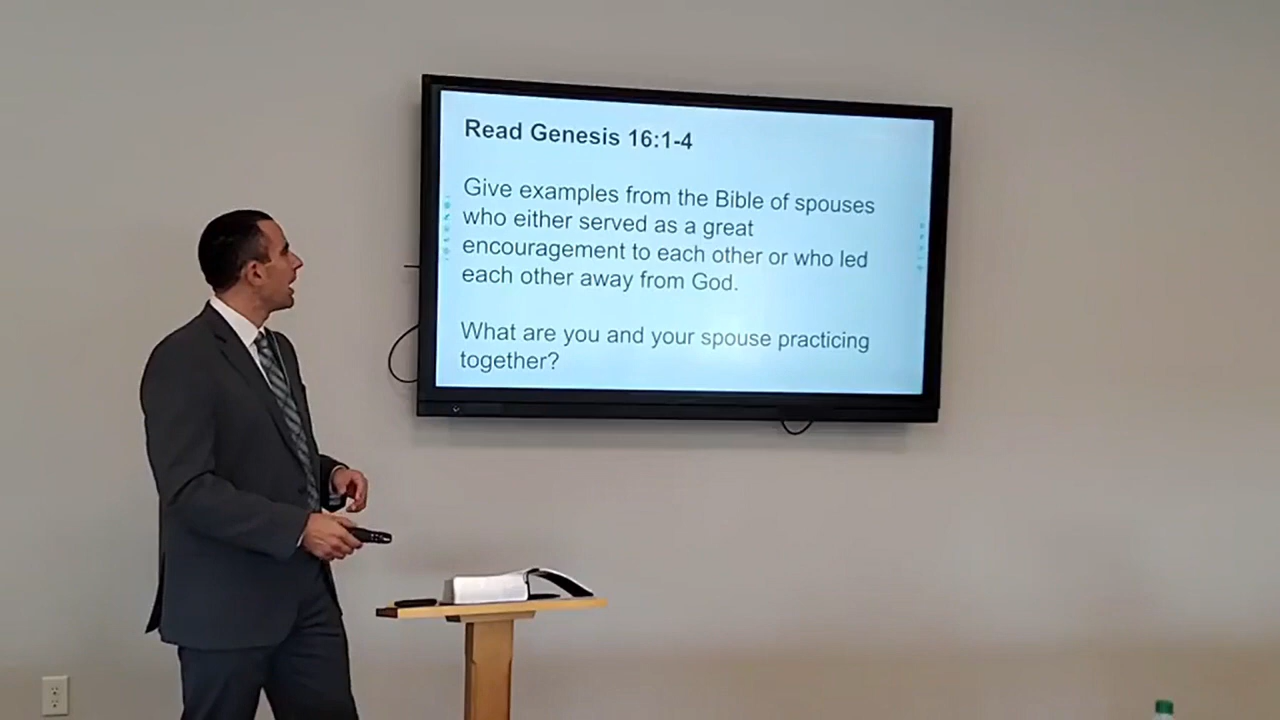 Read Genesis 16:1-4
Give examples from the Bible of spouses
who either served as a great
encouragement to each other or who led
each other away from God.
What are you and your spouse practicing
together?